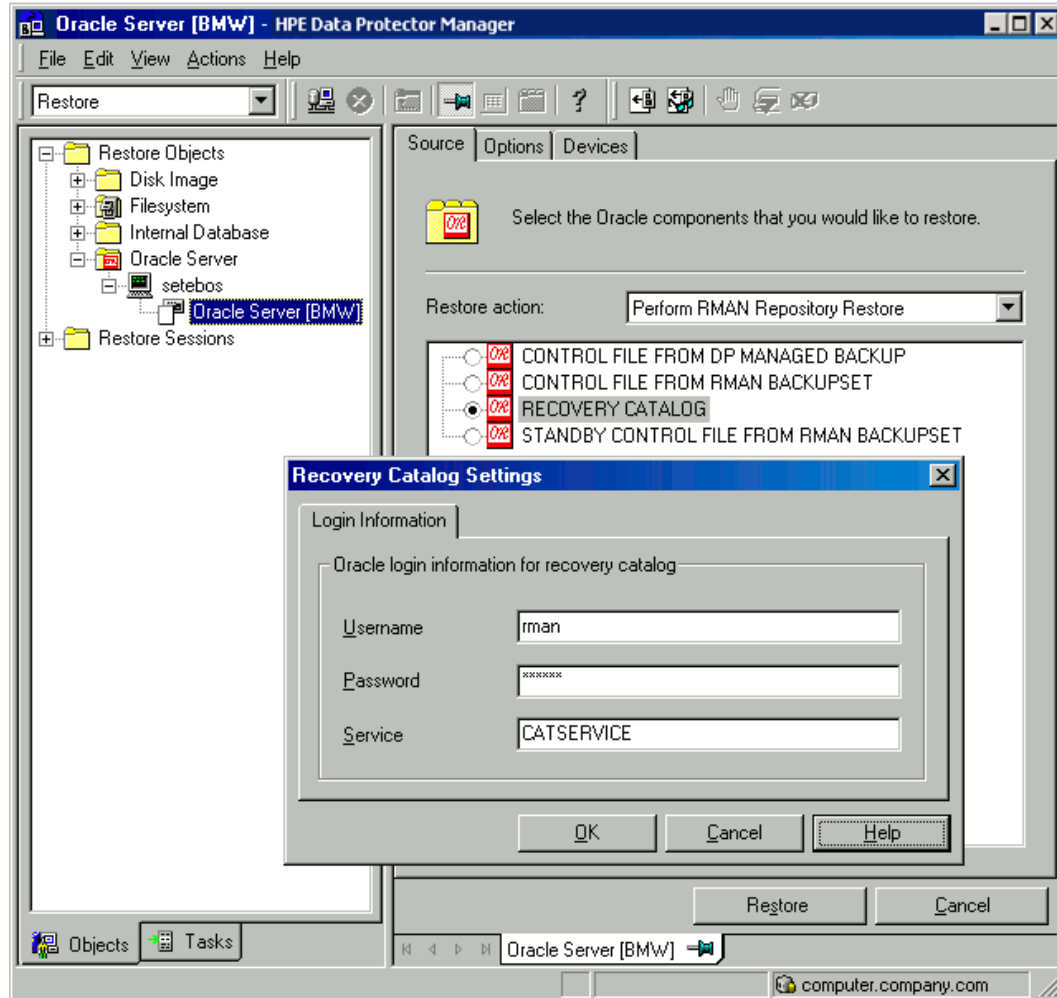 Oracle Server [BMW] - HPE Data Protector Manager
File Edit View Actions Help
Restore
Restore Objects
Disk Image
Filesystem
Internal Database
Oracle Server
setebos
Oracle Server [BMW]
Restore Sessions
Objects Tasks
Source Options Devices
Select the Oracle components that you would like to restore.
Restore action: Perform RMAN Repository Restore
CONTROL FILE FROM DP MANAGED BACKUP
CONTROL FILE FROM RMAN BACKUPSET
RECOVERY CATALOG
STANDBY CONTROL FILE FROM RMAN BACKUPSET
Recovery Catalog Settings
Login Information
Oracle login information for recovery catalog
Username rman
Password ******
Service CATSERVICE
OK Cancel Help
Restore Cancel
Oracle Server [BMW]
computer.company.com